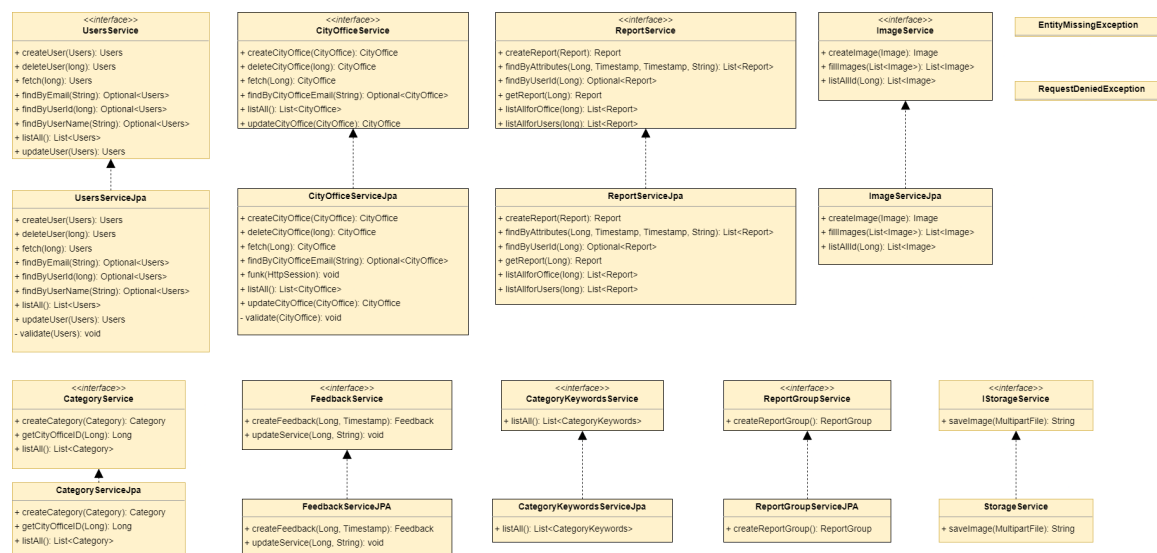 <<interface>>
UsersService
+ createUser(Users): Users
+ deleteUser(long): Users
+ fetch(long): Users
+ findByEmail(String): Optional<Users>
+ findByUserId(long): Optional<Users>
+ findByUserName(String): Optional<Users>
+ listAll(): List<Users>
+ updateUser(Users): Users
<<interface>>
CityOfficeService
+ createCityOffice(CityOffice): CityOffice
+ deleteCityOffice(long): CityOffice
+ fetch(Long): CityOffice
+ findByCityOfficeEmail(String): Optional<CityOffice>
+ listAll(): List<CityOffice>
+ updateCityOffice(CityOffice): CityOffice
<<interface>>
ReportService
+ createReport(Report): Report
+ findByAttributes(Long, Timestamp, Timestamp, String): List<Report>
+ findByUserId(Long): Optional<Report>
+ getReport(Long): Report
+ listAllforOffice(long): List<Report>
+ listAllforUsers(long): List<Report>
<<interface>>
ImageService
+ createImage(Image): Image
+ fillImages(List<Image>): List<Image>
+ listAllId(Long): List<Image>
EntityMissingException
RequestDeniedException
UsersServiceJpa
+ createUser(Users): Users
+ deleteUser(long): Users
+ fetch(long): Users
+ findByEmail(String): Optional<Users>
+ findByUserId(long): Optional<Users>
+ findByUserName(String): Optional<Users>
+ listAll(): List<Users>
+ updateUser(Users): Users
- validate(Users): void
CityOfficeServiceJpa
+ createCityOffice(CityOffice): CityOffice
+ deleteCityOffice(long): CityOffice
+ fetch(Long): CityOffice
+ findByCityOfficeEmail(String): Optional<CityOffice>
+ funk(HttpSession): void
+ listAll(): List<CityOffice>
+ updateCityOffice(CityOffice): CityOffice
- validate(CityOffice): void
ReportServiceJpa
+ createReport(Report): Report
+ findByAttributes(Long, Timestamp, Timestamp, String): List<Report>
+ findByUserId(Long): Optional<Report>
+ getReport(Long): Report
+ listAllforOffice(long): List<Report>
+ listAllforUsers(long): List<Report>
ImageServiceJpa
+ createImage(Image): Image
+ fillImages(List<Image>): List<Image>
+ listAllId(Long): List<Image>
<<interface>>
CategoryService
+ createCategory(Category): Category
+ getCityOfficeID(Long): Long
+ listAll(): List<Category>
<<interface>>
FeedbackService
+ createFeedback(Long, Timestamp): Feedback
+ updateService(Long, String): void
<<interface>>
CategoryKeywordsService
+ listAll(): List<CategoryKeywords>
<<interface>>
ReportGroupService
+ createReportGroup(): ReportGroup
<<interface>>
IStorageService
+ saveImage(MultipartFile): String
CategoryServiceJpa
+ createCategory(Category): Category
+ getCityOfficeID(Long): Long
+ listAll(): List<Category>
FeedbackServiceJPA
+ createFeedback(Long, Timestamp): Feedback
+ updateService(Long, String): void
CategoryKeywordsServiceJpa
+ listAll(): List<CategoryKeywords>
ReportGroupServiceJPA
+ createReportGroup(): ReportGroup
StorageService
+ saveImage(MultipartFile): String